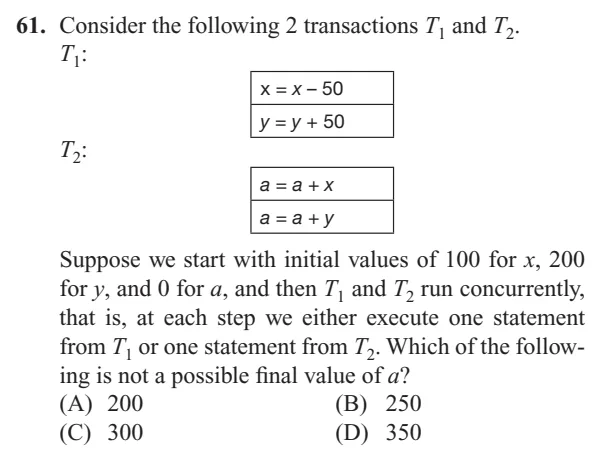 61. Consider the following 2 transactions T1 and T2.
T1:
x = x – 50
y = y + 50
T2:
a = a + x
a = a + y
Suppose we start with initial values of 100 for x, 200
for y, and 0 for a, and then T1 and T2 run concurrently,
that is, at each step we either execute one statement
from T1 or one statement from T2. Which of the follow-
ing is not a possible final value of a?
(A) 200 (B) 250
(C) 300 (D) 350